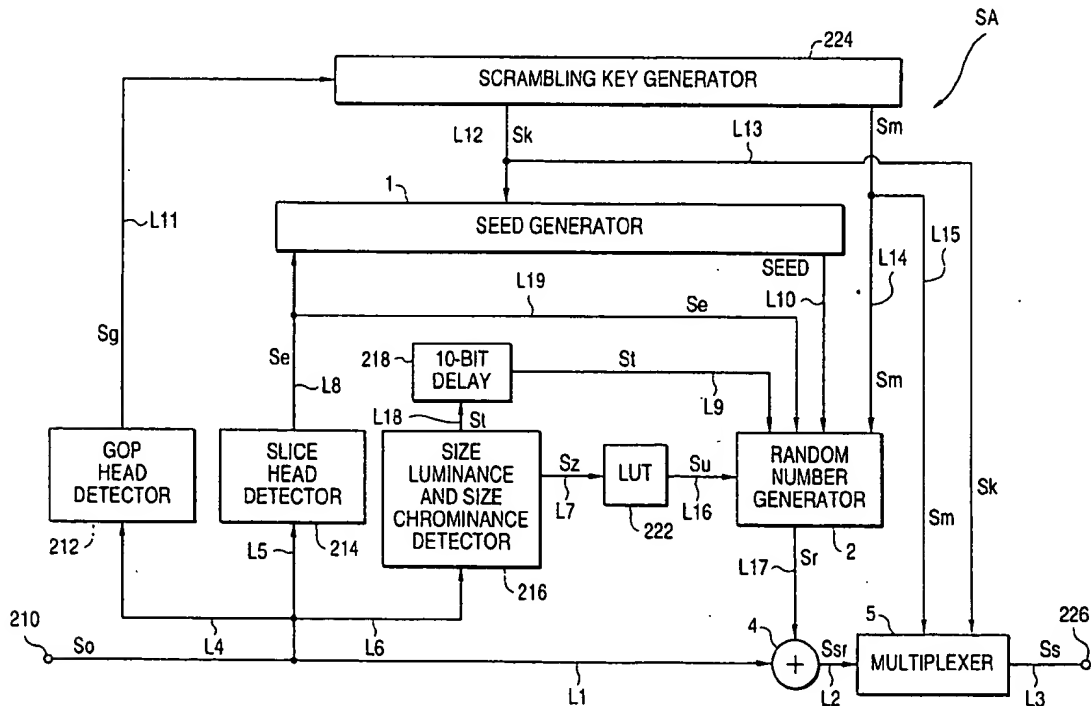 SA
224
SCRAMBLING KEY GENERATOR
L12
Sk
L13
Sm
1
SEED GENERATOR
L11
SEED
L15
L14
L19
L10
Sg
Se
Se
218
10-BIT
DELAY
St
L8
L9
Sm
L18
St
GOP
HEAD
DETECTOR
SLICE
HEAD
DETECTOR
SIZE
LUMINANCE
AND SIZE
CHROMINANCE
DETECTOR
Sz
L7
LUT
222
Su
L16
RANDOM
NUMBER
GENERATOR
Sk
Sm
212
L5
214
216
L17
Sr
2
210
So
L4
L6
4
+
Ssr
L2
5
MULTIPLEXER
Ss
L3
226
L1